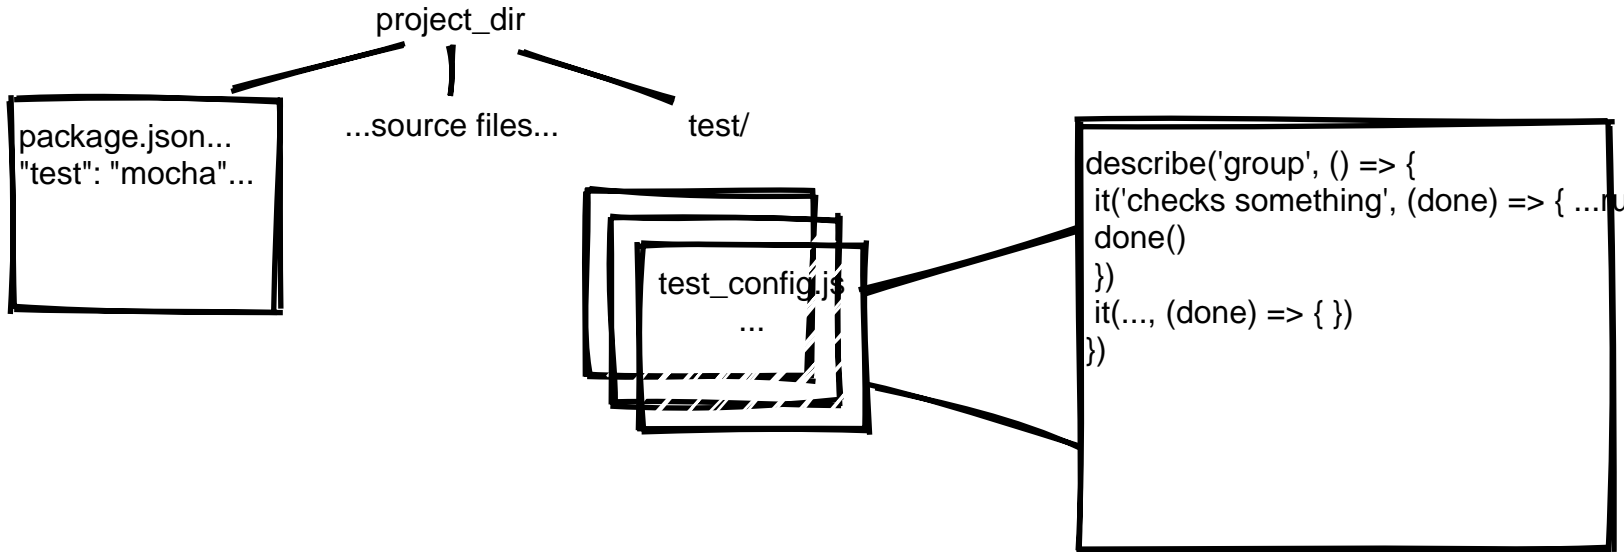 project_dir
package.json...
"test": "mocha"...
...source files...
test/
test_config.js
...
describe('group', () => {
it('checks something', (done) => { ...ru
done()
})
it(..., (done) => { })
})